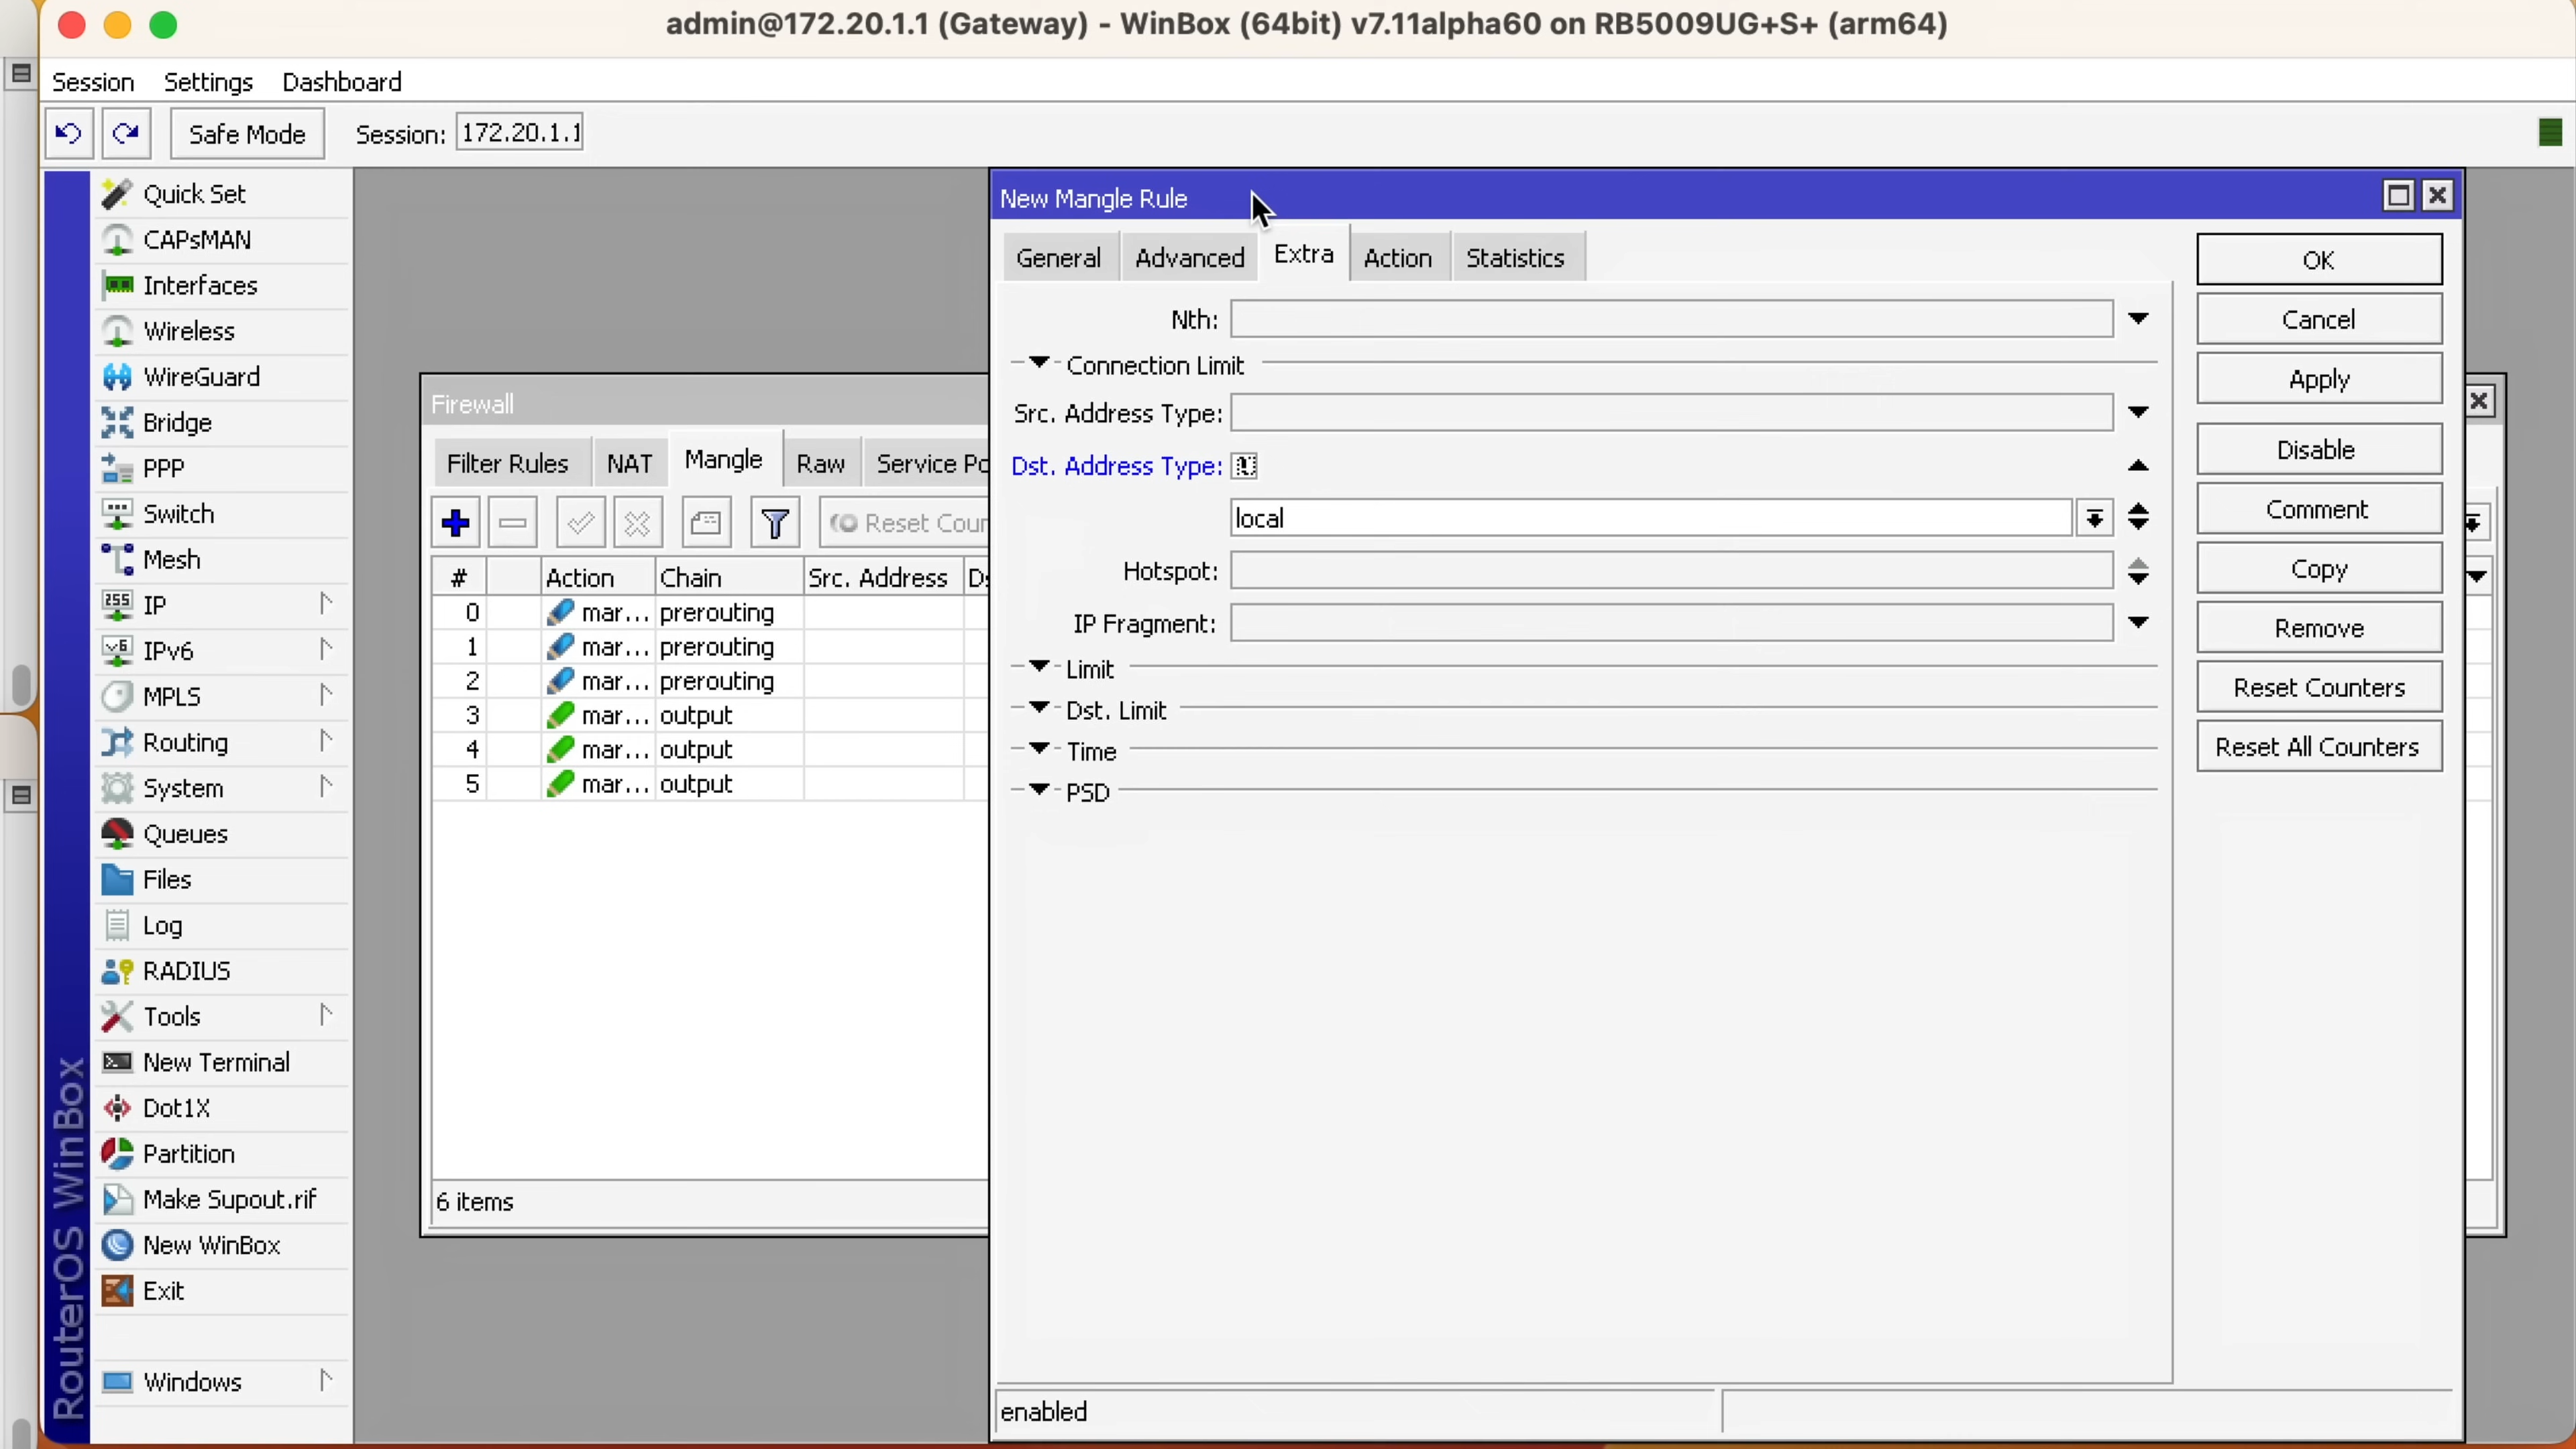 admin@172.20.1.1 (Gateway) - WinBox (64bit) v7.11alpha60 on RB5009UG+S+ (arm64)
Session Settings Dashboard
Safe Mode Session: 172.20.1.1
RouterOS WinBox
Quick Set
CAPsMAN
Interfaces
Wireless
WireGuard
Bridge
PPP
Switch
Mesh
IP
IPv6
MPLS
Routing
System
Queues
Files
Log
RADIUS
Tools
New Terminal
Dot1X
Partition
Make Supout.rif
New WinBox
Exit
Windows
Firewall
Filter Rules NAT Mangle Raw Service Po
Reset Coun
# Action Chain Src. Address Ds
0 mar... prerouting
1 mar... prerouting
2 mar... prerouting
3 mar... output
4 mar... output
5 mar... output
6 items
New Mangle Rule
General Advanced Extra Action Statistics
Nth:
Connection Limit
Src. Address Type:
Dst. Address Type: !
local
Hotspot:
IP Fragment:
Limit
Dst. Limit
Time
PSD
enabled
OK
Cancel
Apply
Disable
Comment
Copy
Remove
Reset Counters
Reset All Counters